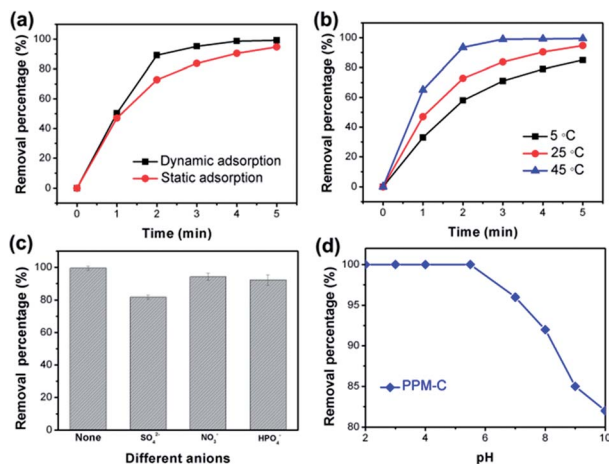 (a)
Removal percentage (%)
100
80
60
40
20
0
Dynamic adsorption
Static adsorption
0 1 2 3 4 5
Time (min)
(b)
Removal percentage (%)
100
80
60
40
20
0
5 °C
25 °C
45 °C
0 1 2 3 4 5
Time (min)
(c)
Removal percentage (%)
100
80
60
40
20
0
None SO₄²⁻ NO₃⁻ HPO₄⁻
Different anions
(d)
Removal percentage (%)
100
95
90
85
PPM-C
2 4 6 8 10
pH